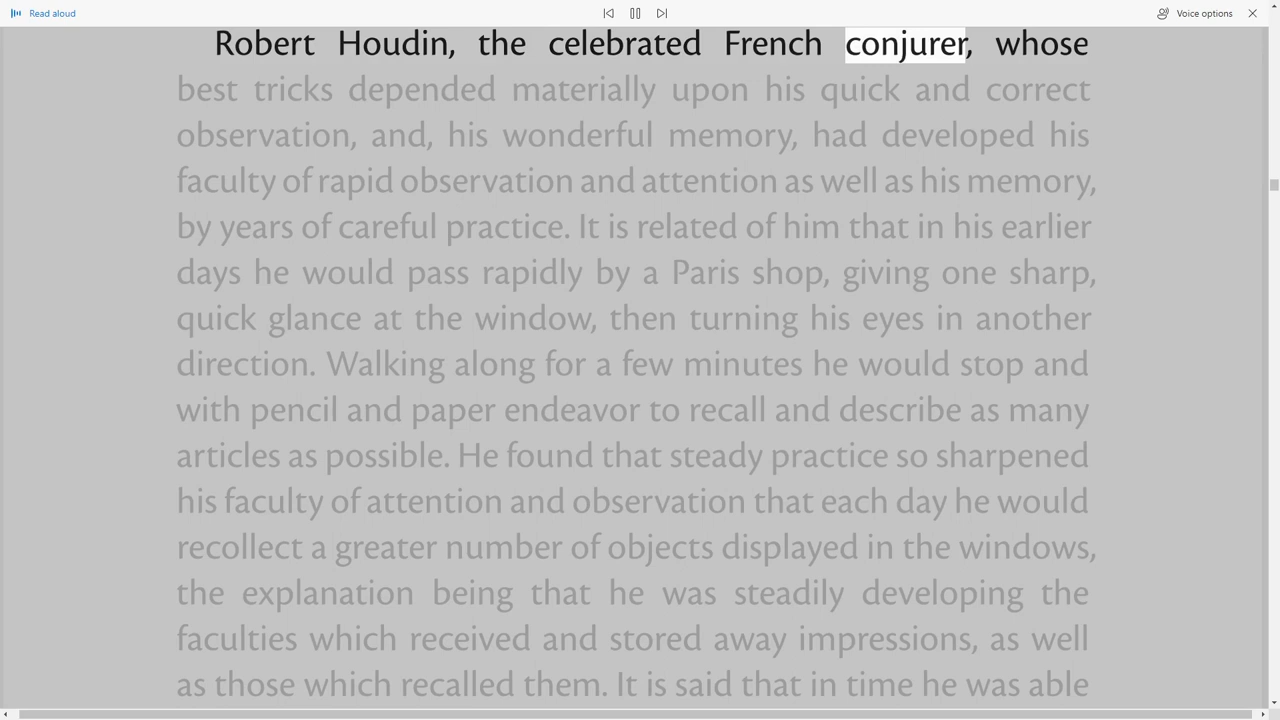 Read aloud
Voice options
Robert Houdin, the celebrated French conjurer, whose
best tricks depended materially upon his quick and correct
observation, and, his wonderful memory, had developed his
faculty of rapid observation and attention as well as his memory,
by years of careful practice. It is related of him that in his earlier
days he would pass rapidly by a Paris shop, giving one sharp,
quick glance at the window, then turning his eyes in another
direction. Walking along for a few minutes he would stop and
with pencil and paper endeavor to recall and describe as many
articles as possible. He found that steady practice so sharpened
his faculty of attention and observation that each day he would
recollect a greater number of objects displayed in the windows,
the explanation being that he was steadily developing the
faculties which received and stored away impressions, as well
as those which recalled them. It is said that in time he was able